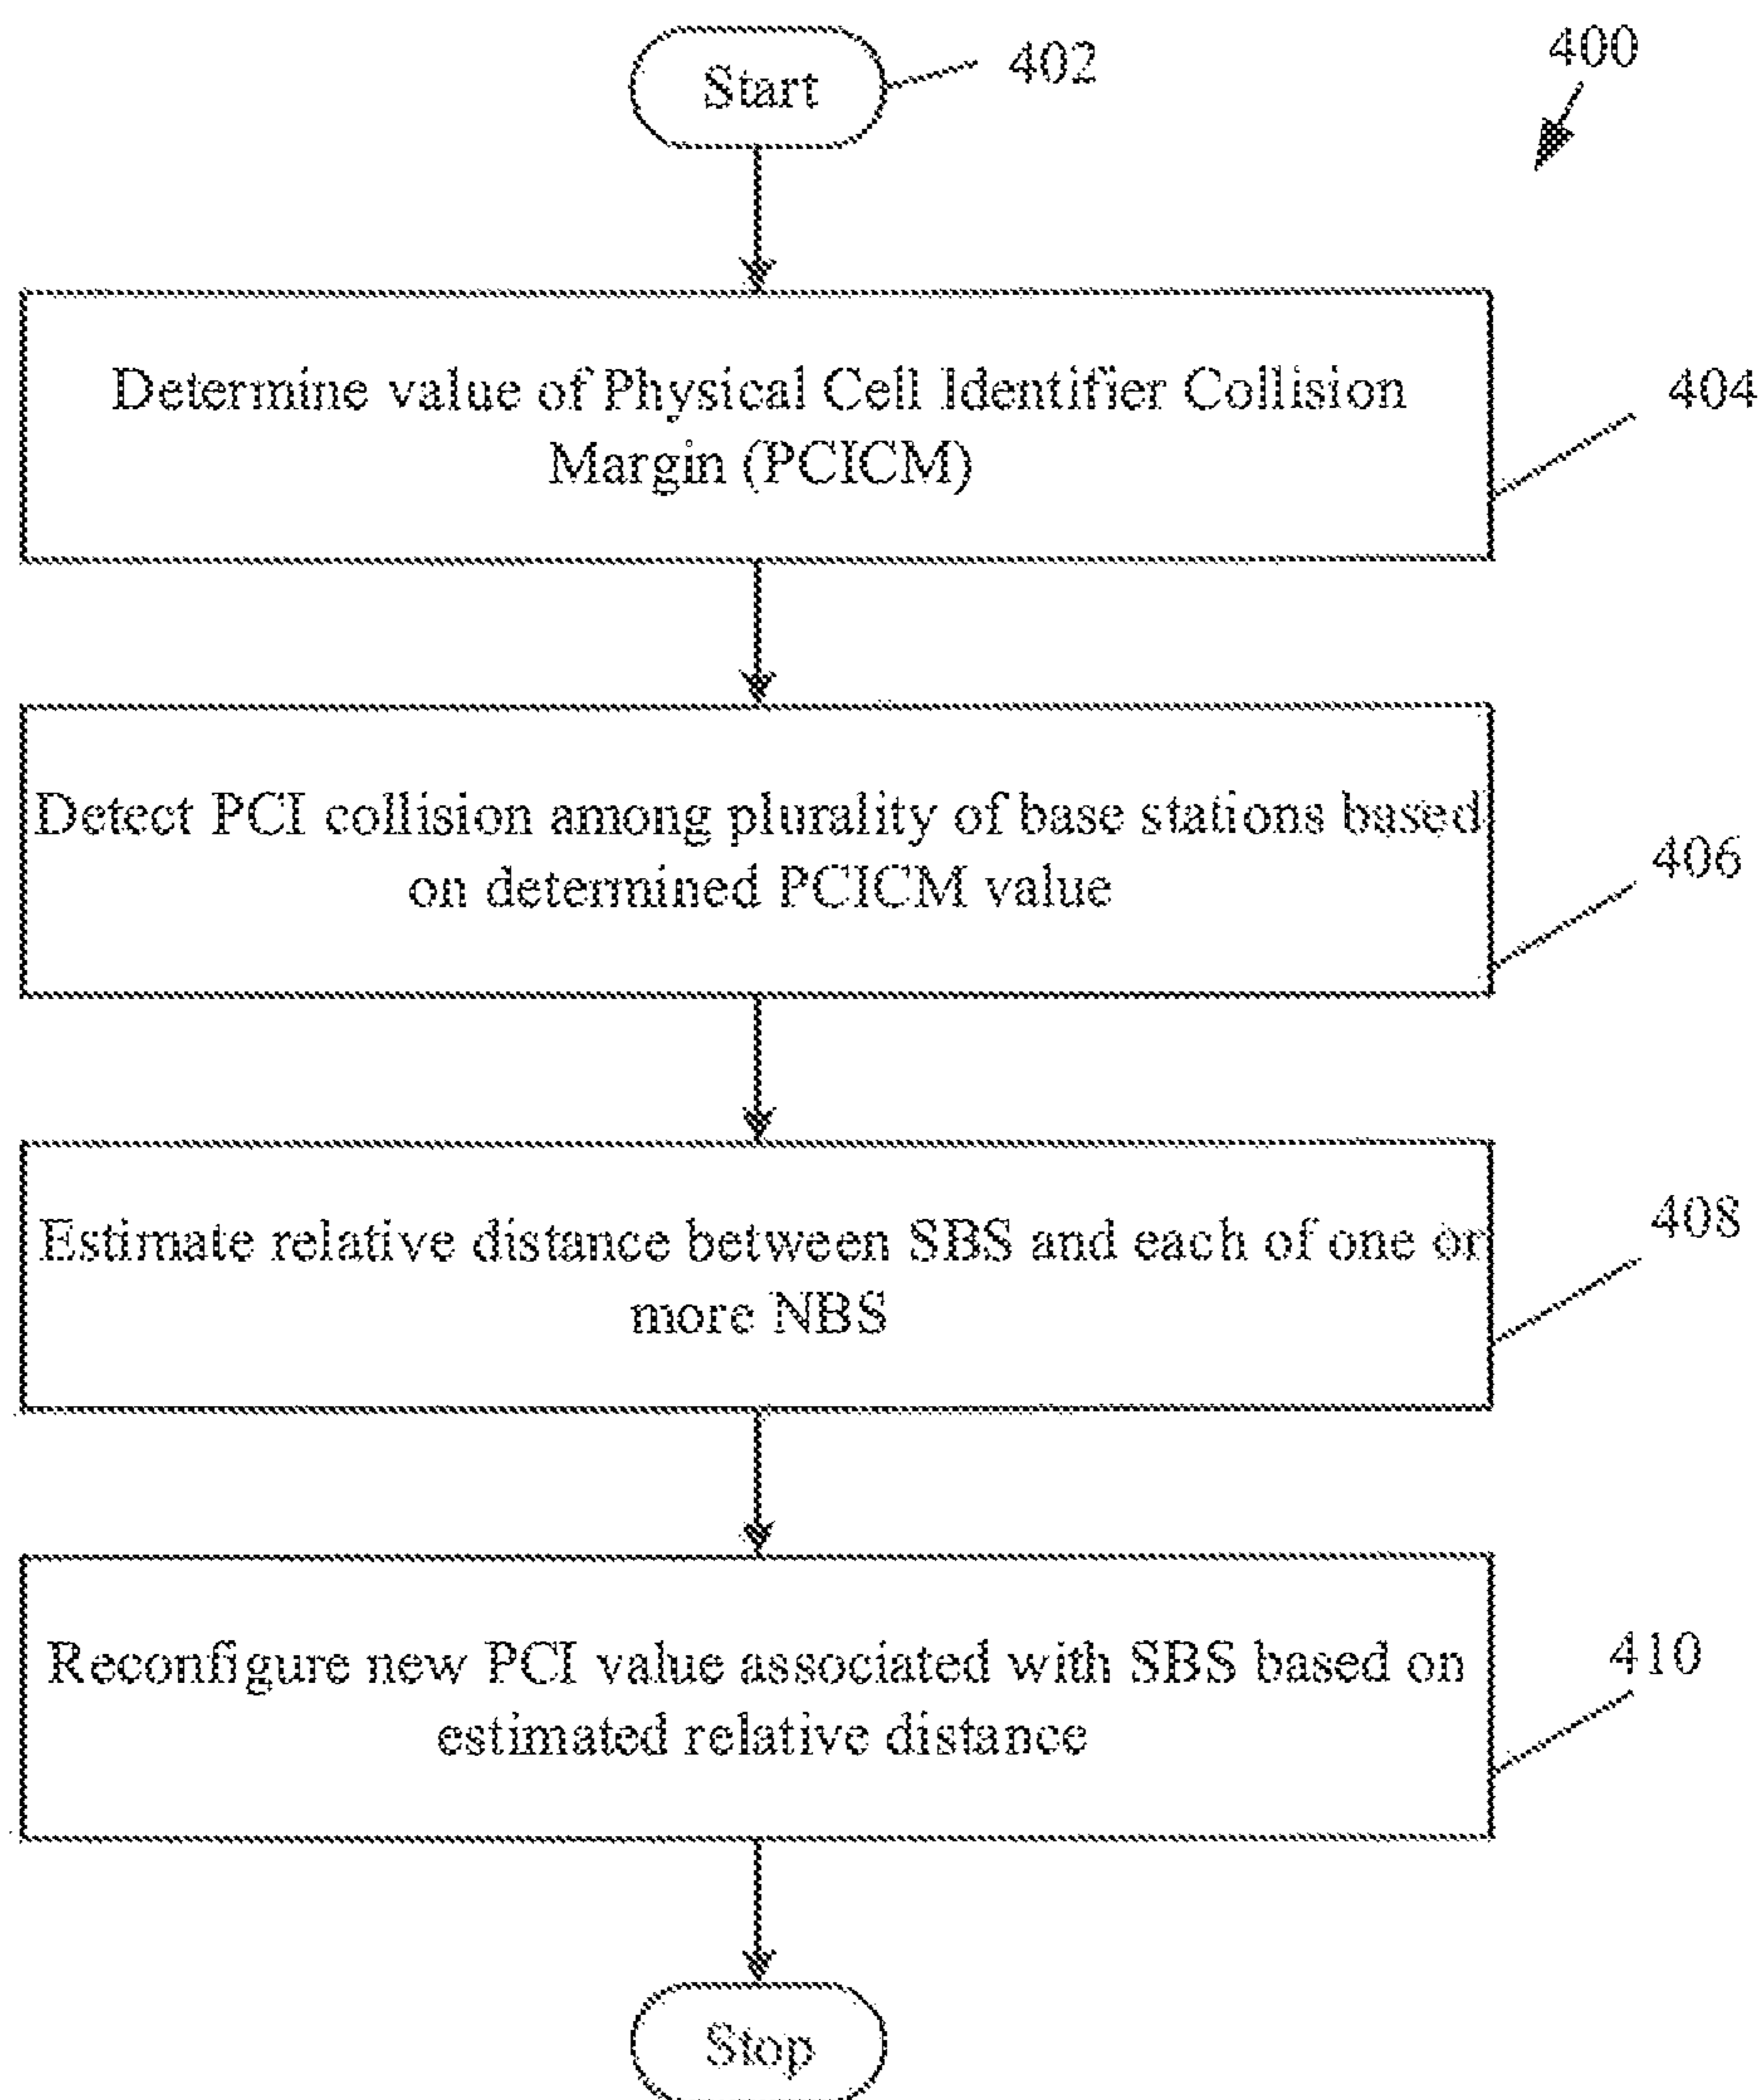 400
Start
402
Determine value of Physical Cell Identifier Collision
Margin (PCICM)
404
Detect PCI collision among plurality of base stations based
on determined PCICM value
406
Estimate relative distance between SBS and each of one or
more NBS
408
Reconfigure new PCI value associated with SBS based on
estimated relative distance
410
Stop